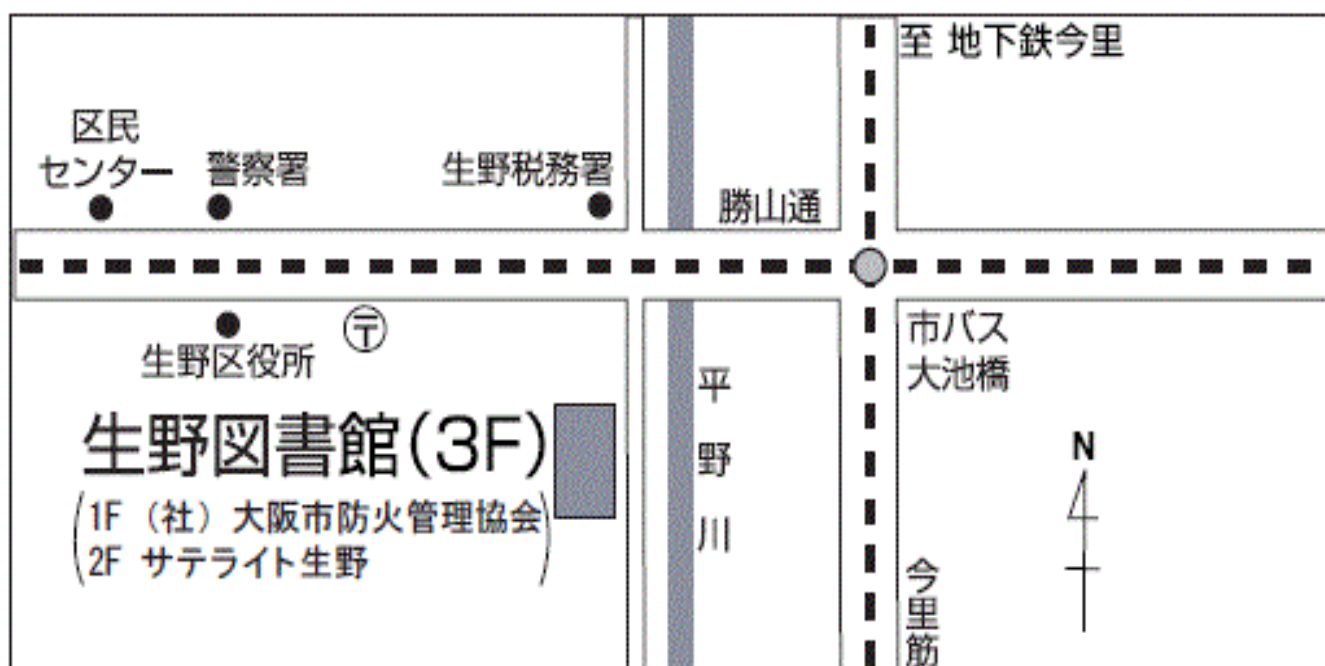 至 地下鉄今里
区民
センター
警察署
生野税務署
勝山通
市バス
大池橋
〒
生野区役所
平野川
生野図書館(3F)
1F (社) 大阪市防火管理協会
2F サテライト生野
N
今里筋